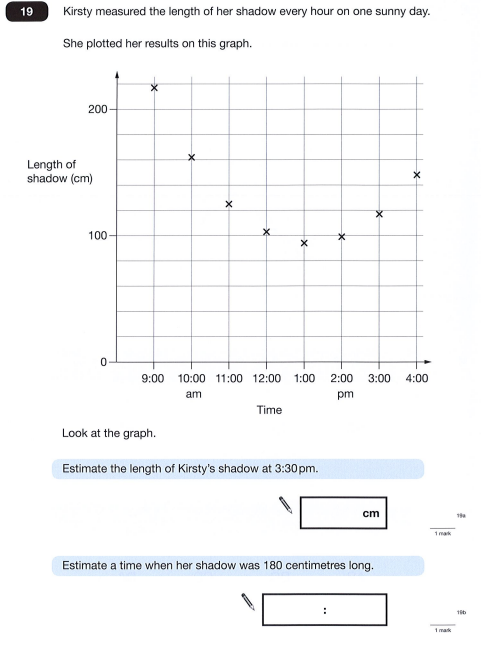 19
Kirsty measured the length of her shadow every hour on one sunny day.
She plotted her results on this graph.
200
Length of
shadow (cm)
100
0
9:00 10:00 11:00 12:00 1:00 2:00 3:00 4:00
am pm
Time
Look at the graph.
Estimate the length of Kirsty's shadow at 3:30pm.
cm
19a
1 mark
Estimate a time when her shadow was 180 centimetres long.
:
19b
1 mark